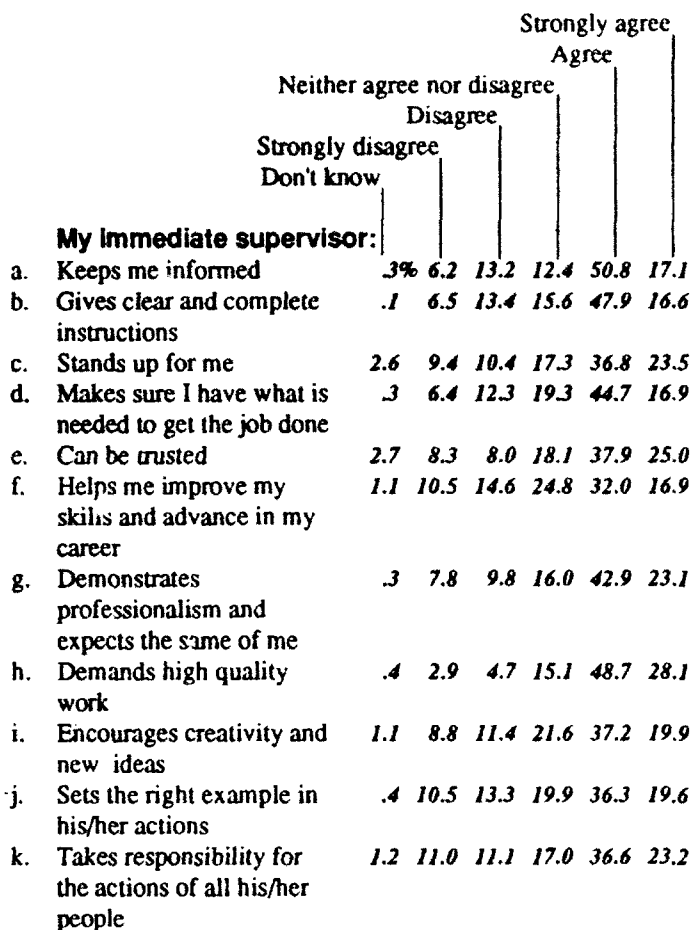 Strongly agree
Agree
Neither agree nor disagree
Disagree
Strongly disagree
Don't know
My immediate supervisor:
a. Keeps me informed .3% 6.2 13.2 12.4 50.8 17.1
b. Gives clear and complete .1 6.5 13.4 15.6 47.9 16.6
instructions
c. Stands up for me 2.6 9.4 10.4 17.3 36.8 23.5
d. Makes sure I have what is .3 6.4 12.3 19.3 44.7 16.9
needed to get the job done
e. Can be trusted 2.7 8.3 8.0 18.1 37.9 25.0
f. Helps me improve my 1.1 10.5 14.6 24.8 32.0 16.9
skills and advance in my
career
g. Demonstrates .3 7.8 9.8 16.0 42.9 23.1
professionalism and
expects the same of me
h. Demands high quality .4 2.9 4.7 15.1 48.7 28.1
work
i. Encourages creativity and 1.1 8.8 11.4 21.6 37.2 19.9
new ideas
j. Sets the right example in .4 10.5 13.3 19.9 36.3 19.6
his/her actions
k. Takes responsibility for 1.2 11.0 11.1 17.0 36.6 23.2
the actions of all his/her
people